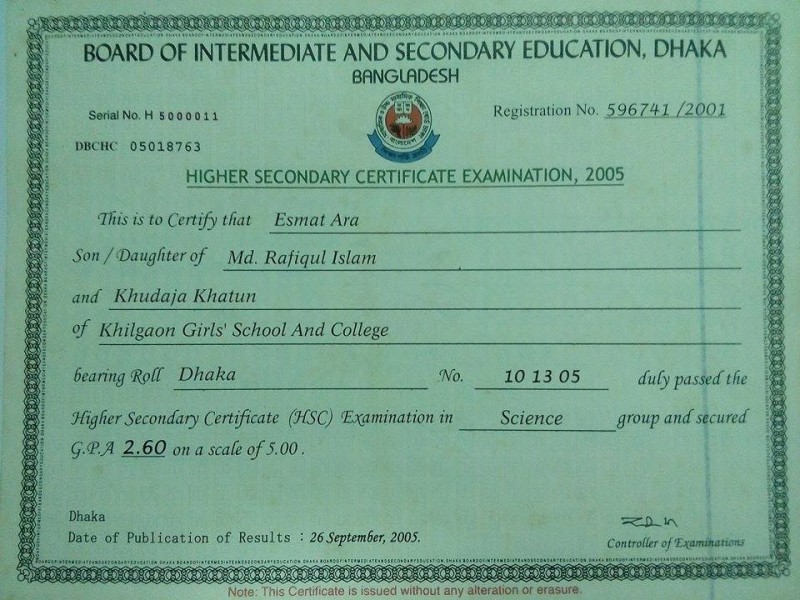 BOARD OF INTERMEDIATE AND SECONDARY EDUCATION, DHAKA
BANGLADESH
Serial No. H 5000011
Registration No. 596741 /2001
DBCHC 05018763
HIGHER SECONDARY CERTIFICATE EXAMINATION, 2005
This is to Certify that Esmat Ara
Son / Daughter of Md. Rafiqul Islam
and Khudaja Khatun
of Khilgaon Girls' School And College
bearing Roll Dhaka No. 10 13 05 duly passed the
Higher Secondary Certificate (HSC) Examination in Science group and secured
G.P.A 2.60 on a scale of 5.00 .
Dhaka
Date of Publication of Results : 26 September, 2005.
Controller of Examinations
Note: This Certificate is issued without any alteration or erasure.